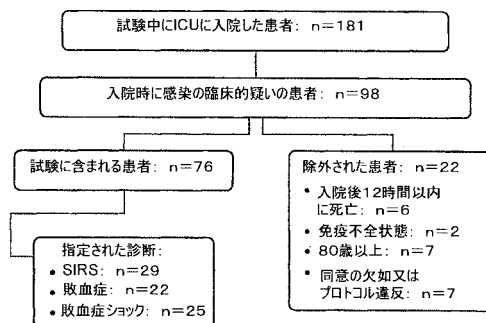 試験中にICUに入院した患者: n=181
入院時に感染の臨床的疑いの患者: n=98
試験に含まれる患者: n=76
指定された診断:
• SIRS: n=29
• 敗血症: n=22
• 敗血症ショック: n=25
除外された患者: n=22
• 入院後12時間以内
に死亡: n=6
• 免疫不全状態: n=2
• 80歳以上: n=7
• 同意の欠如又は
プロトコル違反: n=7